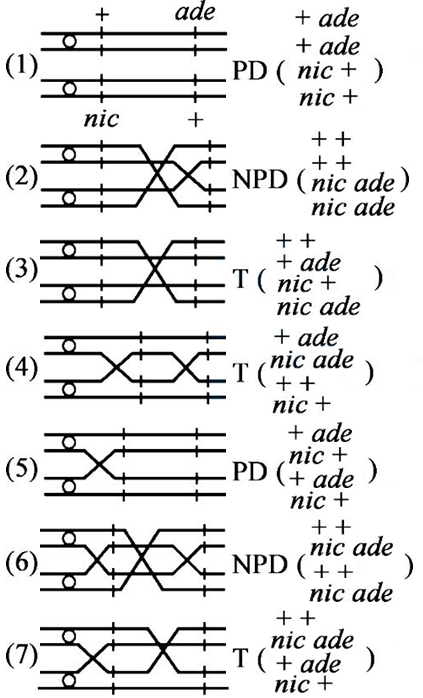 + ade
(1) PD ( + ade
+ ade
nic +
nic + )
nic +
(2) NPD ( + +
+ +
nic ade
nic ade )
(3) T ( + +
+ ade
nic +
nic ade )
(4) T ( + ade
nic ade
+ +
nic + )
(5) PD ( + ade
nic +
+ ade
nic + )
(6) NPD ( + +
nic ade
+ +
nic ade )
(7) T ( + +
nic ade
+ ade
nic + )